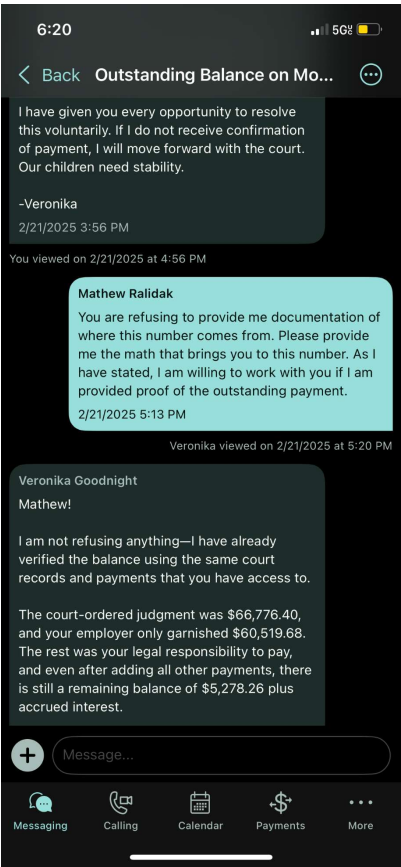 6:20
5G
Back Outstanding Balance on Mo...
I have given you every opportunity to resolve
this voluntarily. If I do not receive confirmation
of payment, I will move forward with the court.
Our children need stability.
-Veronika
2/21/2025 3:56 PM
You viewed on 2/21/2025 at 4:56 PM
Mathew Ralidak
You are refusing to provide me documentation of
where this number comes from. Please provide
me the math that brings you to this number. As I
have stated, I am willing to work with you if I am
provided proof of the outstanding payment.
2/21/2025 5:13 PM
Veronika viewed on 2/21/2025 at 5:20 PM
Veronika Goodnight
Mathew!
I am not refusing anything—I have already
verified the balance using the same court
records and payments that you have access to.
The court-ordered judgment was $66,776.40,
and your employer only garnished $60,519.68.
The rest was your legal responsibility to pay,
and even after adding all other payments, there
is still a remaining balance of $5,278.26 plus
accrued interest.
Message...
Messaging Calling Calendar Payments More